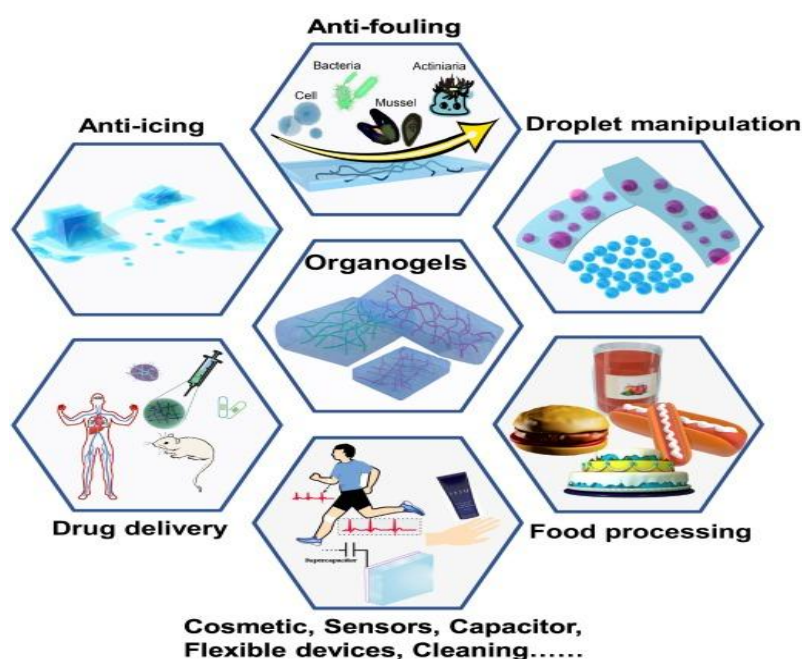 Anti-fouling
Bacteria
Actiniaria
Cell
Mussel
Anti-icing
Droplet manipulation
Organogels
Drug delivery
Food processing
Supercapacitor
Cosmetic, Sensors, Capacitor,
Flexible devices, Cleaning......